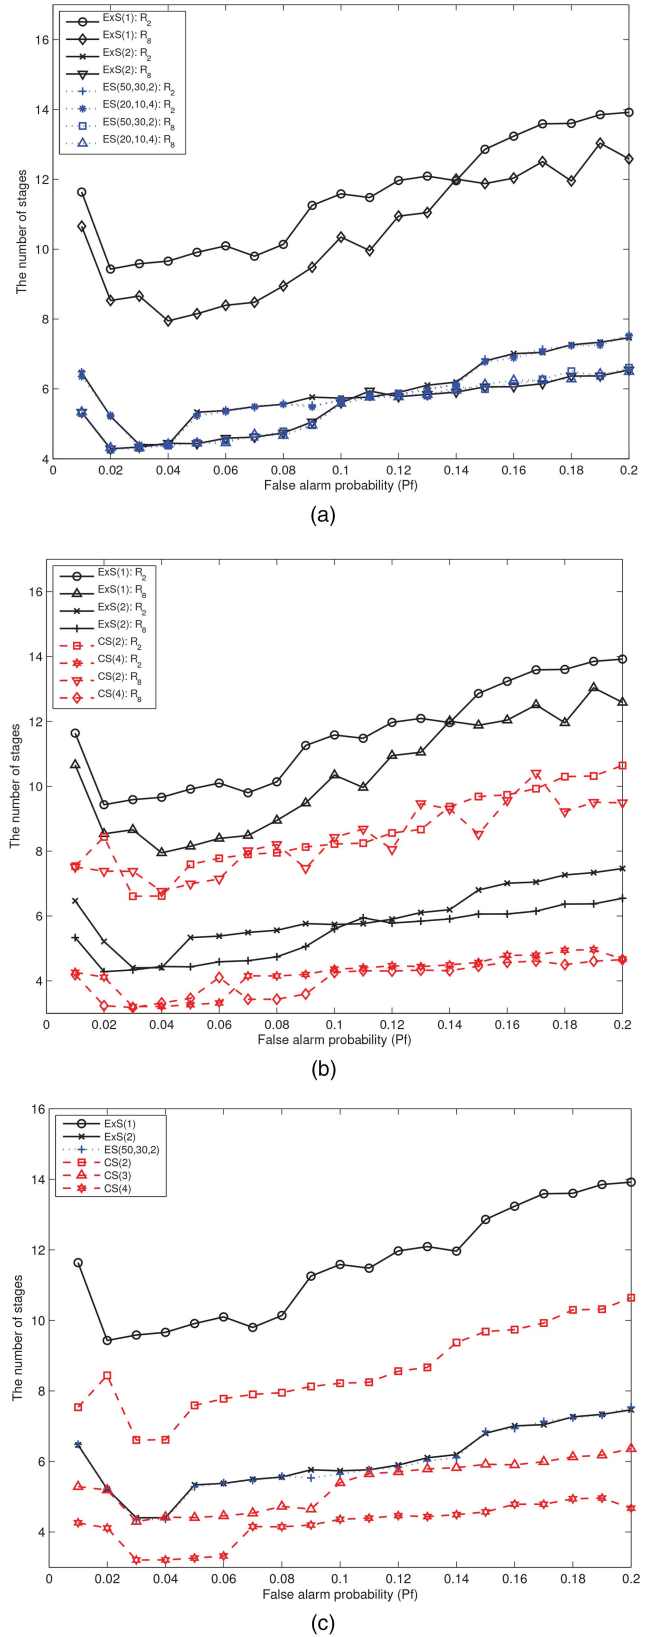 16
14
12
10
8
6
4
The number of stages
ExS(1): R2
ExS(1): R8
ExS(2): R2
ExS(2): R8
ES(50,30,2): R2
ES(20,10,4): R2
ES(50,30,2): R8
ES(20,10,4): R8
0 0.02 0.04 0.06 0.08 0.1 0.12 0.14 0.16 0.18 0.2
False alarm probability (Pf)
(a)
16
14
12
10
8
6
4
The number of stages
ExS(1): R2
ExS(1): R8
ExS(2): R2
ExS(2): R8
CS(2): R2
CS(4): R2
CS(2): R8
CS(4): R8
0 0.02 0.04 0.06 0.08 0.1 0.12 0.14 0.16 0.18 0.2
False alarm probability (Pf)
(b)
16
14
12
10
8
6
4
The number of stages
ExS(1)
ExS(2)
ES(50,30,2)
CS(2)
CS(3)
CS(4)
0 0.02 0.04 0.06 0.08 0.1 0.12 0.14 0.16 0.18 0.2
False alarm probability (Pf)
(c)